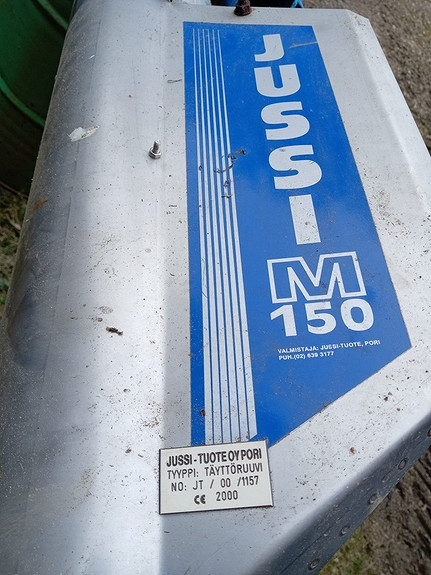 JUSSI
M
150
VALMISTAJA: JUSSI-TUOTE, PORI
PUH.(02) 639 3177
JUSSI-TUOTE OY PORI
TYYPPI: TÄYTTÖRUUVI
NO: JT / 00 /1157
CE 2000